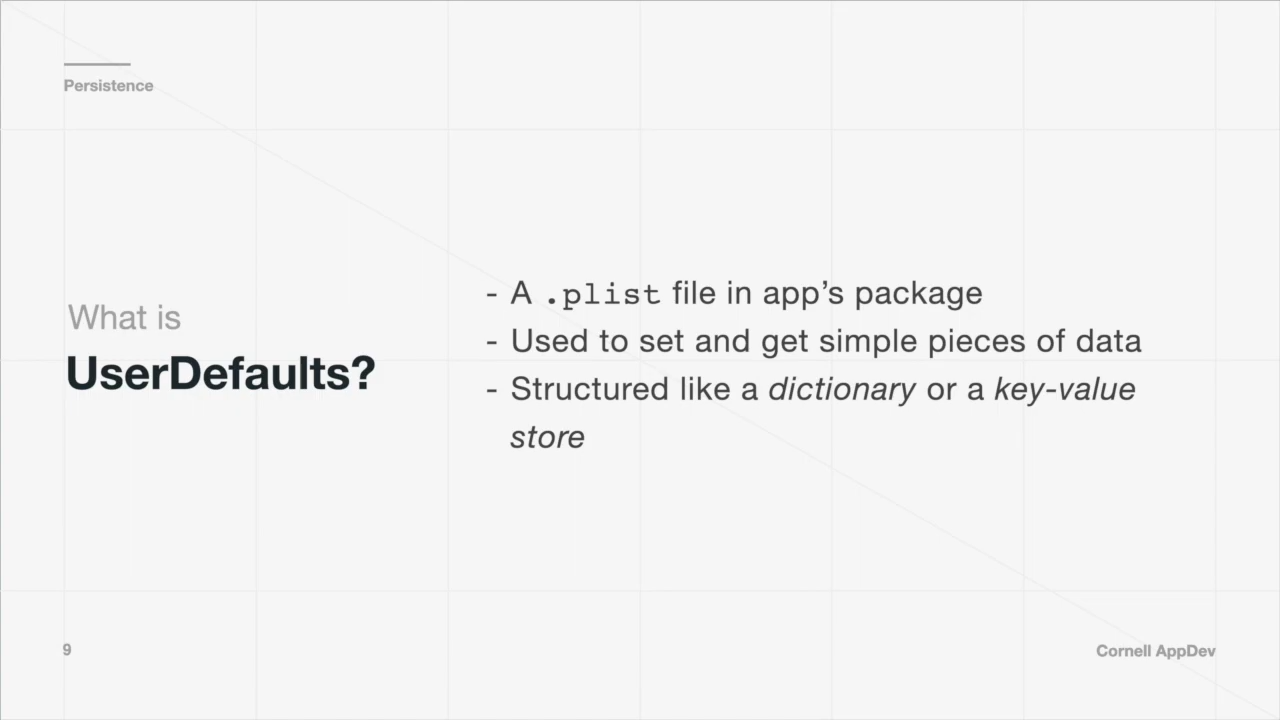 Persistence
What is
UserDefaults?
- A .plist file in app’s package
- Used to set and get simple pieces of data
- Structured like a dictionary or a key-value
store
9
Cornell AppDev